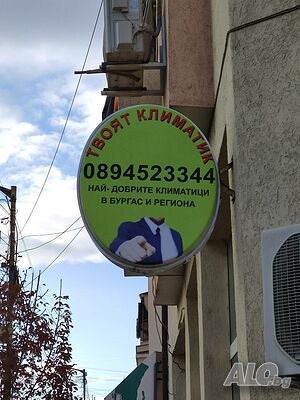 ТВОЯТ КЛИМАТИК
0894523344
НАЙ- ДОБРИТЕ КЛИМАТИЦИ
В БУРГАС И РЕГИОНА
ALO.bg